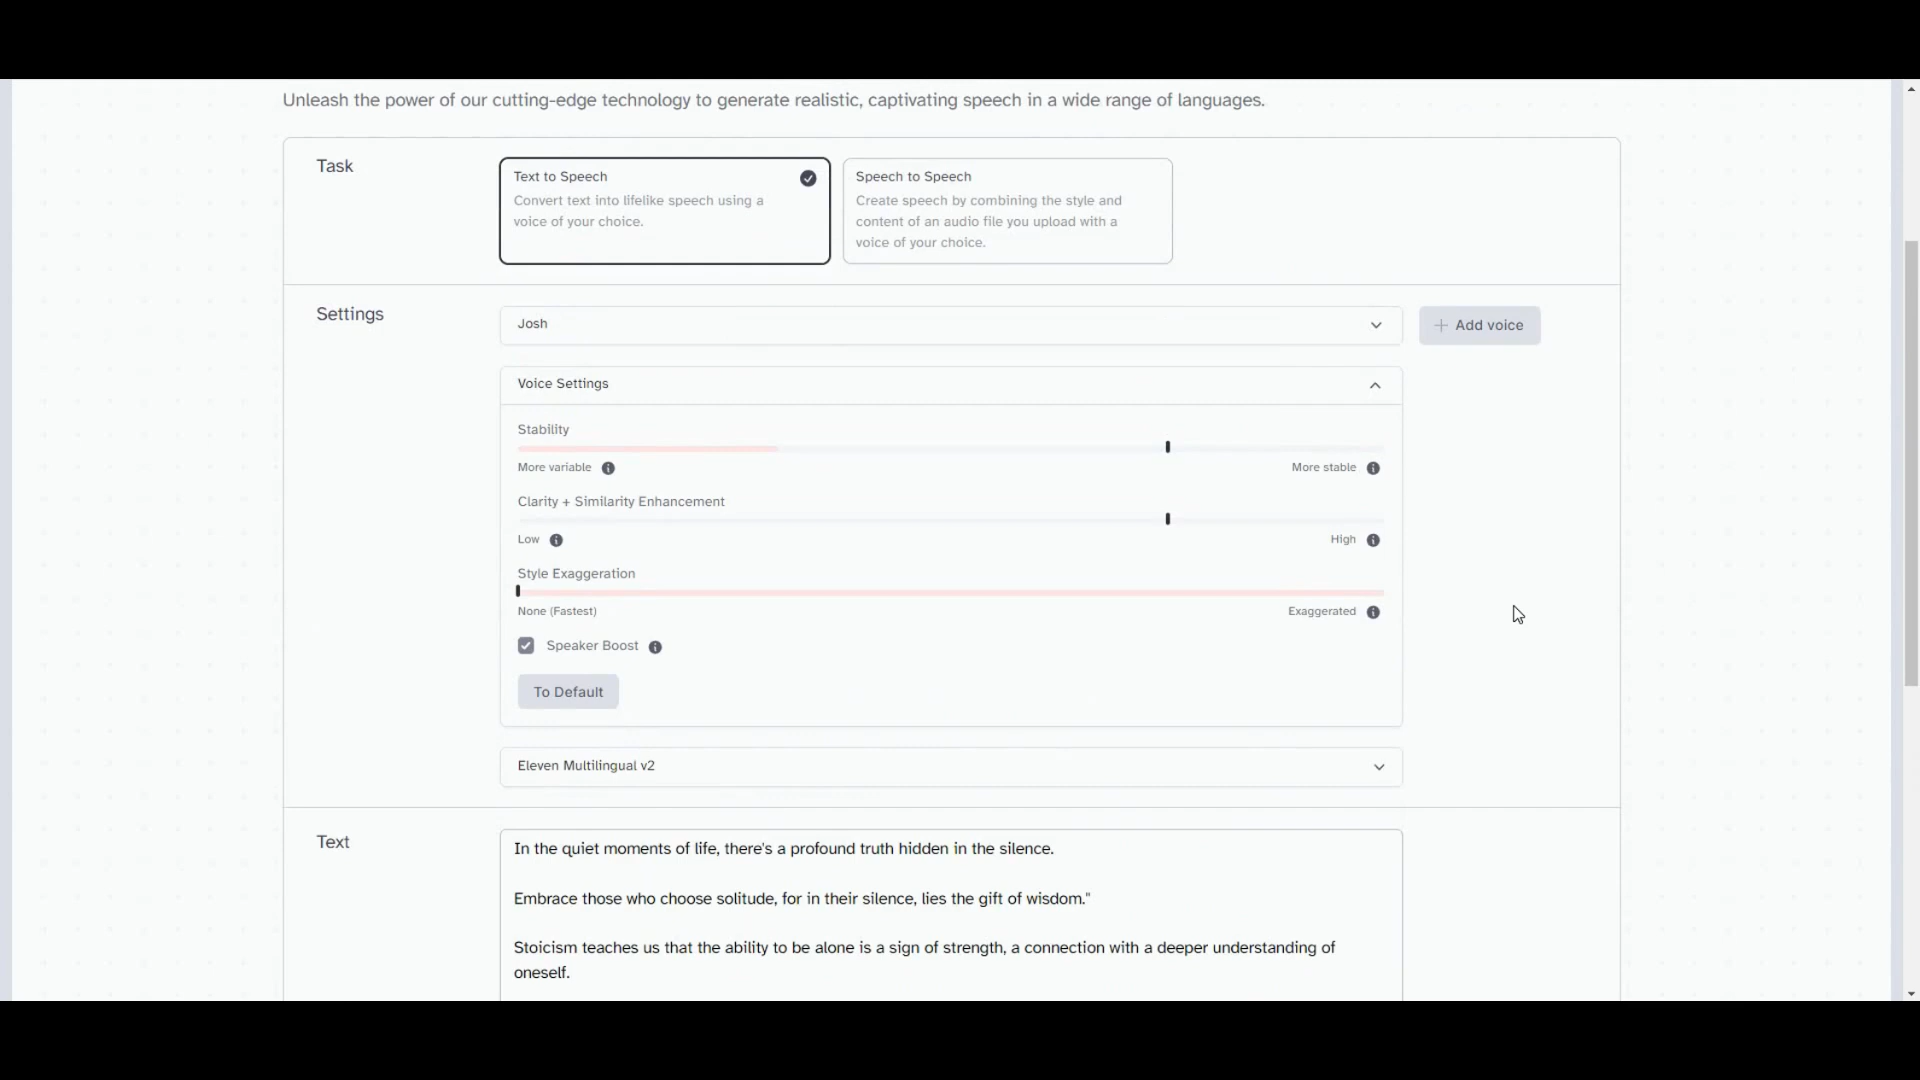 Unleash the power of our cutting-edge technology to generate realistic, captivating speech in a wide range of languages.
Task
Text to Speech
Convert text into lifelike speech using a
voice of your choice.
Speech to Speech
Create speech by combining the style and
content of an audio file you upload with a
voice of your choice.
Settings
Josh
Add voice
Voice Settings
Stability
More variable
More stable
Clarity + Similarity Enhancement
Low
High
Style Exaggeration
None (Fastest)
Exaggerated
Speaker Boost
To Default
Eleven Multilingual v2
Text
In the quiet moments of life, there's a profound truth hidden in the silence.
Embrace those who choose solitude, for in their silence, lies the gift of wisdom."
Stoicism teaches us that the ability to be alone is a sign of strength, a connection with a deeper understanding of
oneself.